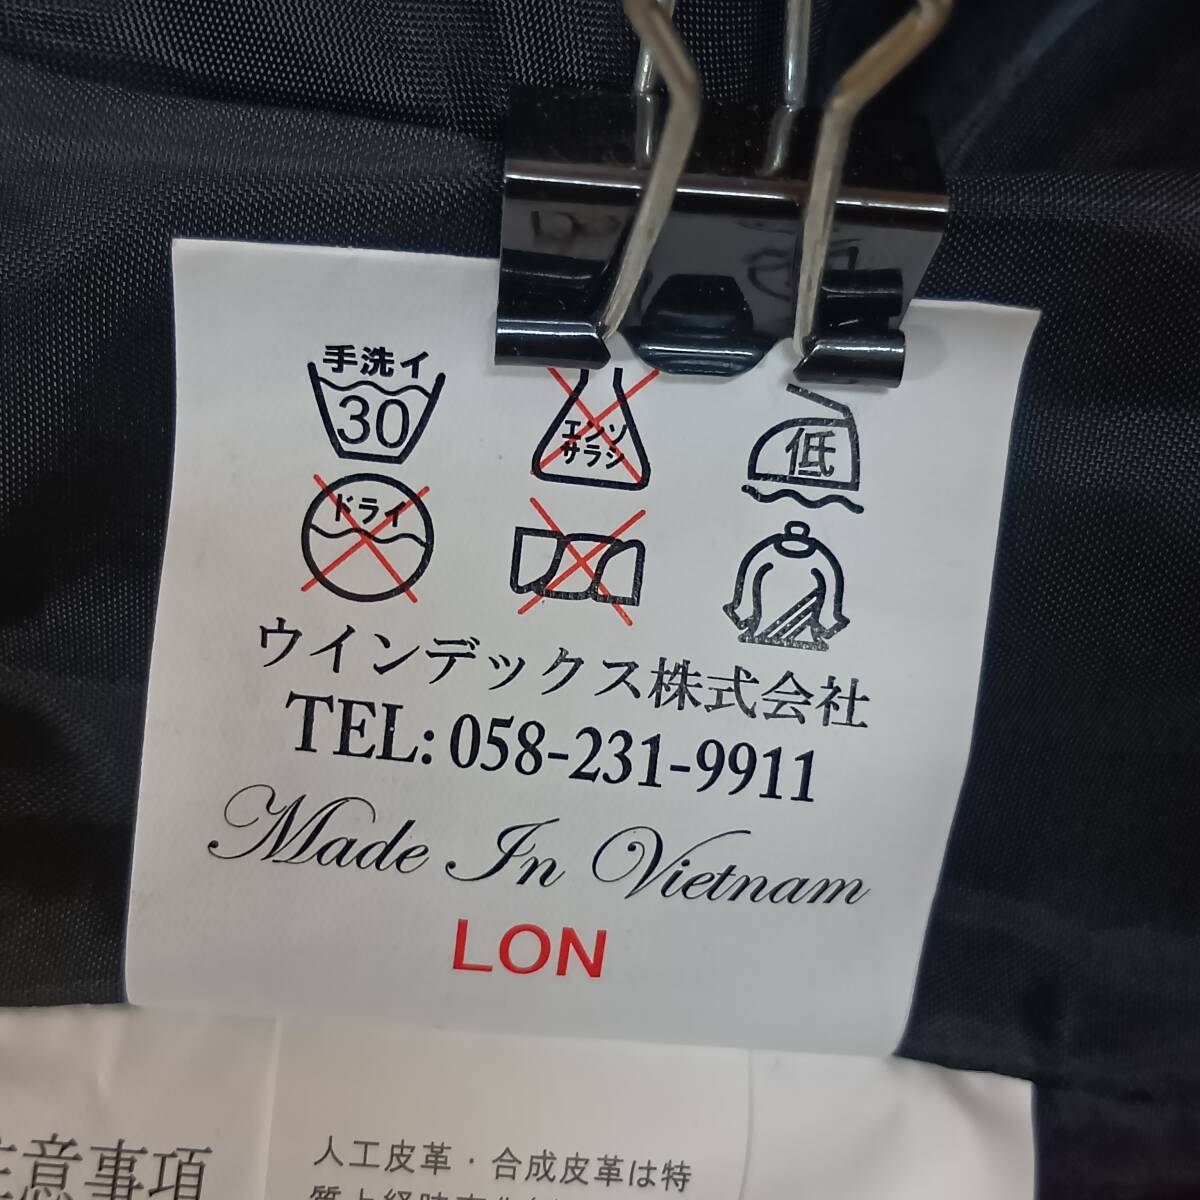 手洗イ
30
エンソ
サラシ
低
ドライ
ウインデックス株式会社
TEL: 058-231-9911
Made In Vietnam
LON
注意事項
人工皮革・合成皮革は特